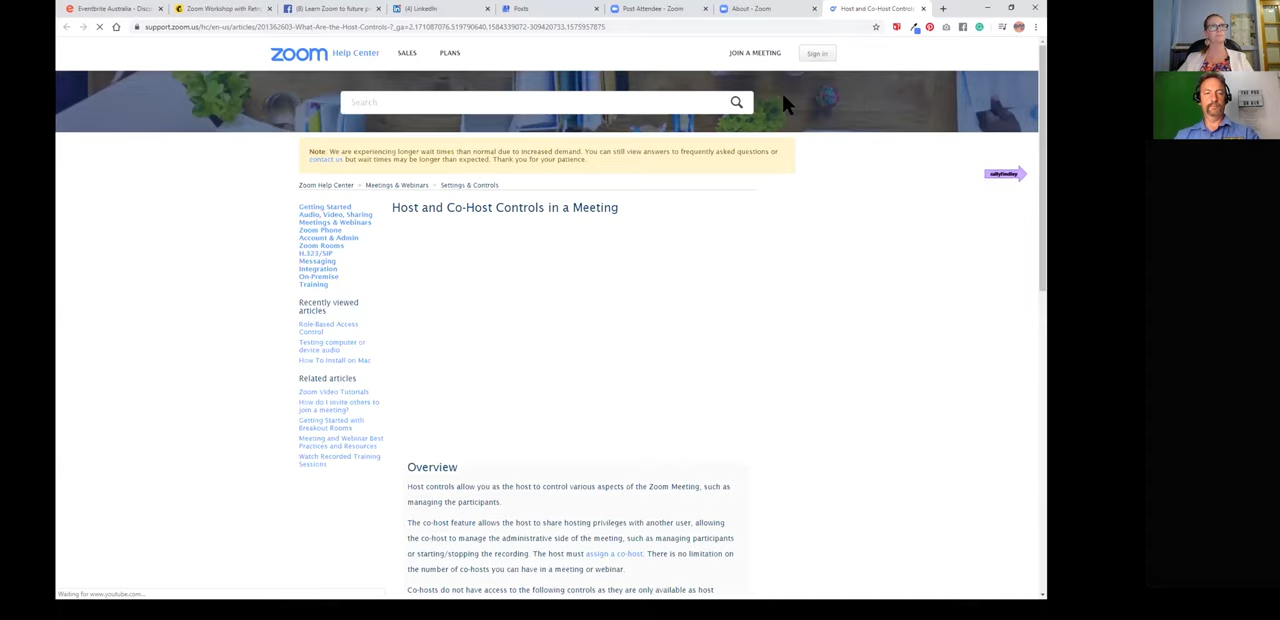 Eventbrite Australia - Disco
Zoom Workshop with Retro
(8) Learn Zoom to future p
(4) LinkedIn
Posts
Post Attendee - Zoom
About - Zoom
Host and Co-Host Controls
support.zoom.us/hc/en-us/articles/201362603-What-Are-the-Host-Controls-?_ga=2.171087076.519790640.1584339072-309420733.1575957875
zoom Help Center SALES PLANS JOIN A MEETING Sign in
Search
Note: We are experiencing longer wait times than normal due to increased demand. You can still view answers to frequently asked questions or
contact us but wait times may be longer than expected. Thank you for your patience.
sallyfindley
Zoom Help Center Meetings & Webinars Settings & Controls
Getting Started
Audio, Video, Sharing
Meetings & Webinars
Zoom Phone
Account & Admin
Zoom Rooms
H.323/SIP
Messaging
Integration
On-Premise
Training
Recently viewed
articles
Role-Based Access
Control
Testing computer or
device audio
How To Install on Mac
Related articles
Zoom Video Tutorials
How do I invite others to
join a meeting?
Getting Started with
Breakout Rooms
Meeting and Webinar Best
Practices and Resources
Watch Recorded Training
Sessions
Host and Co-Host Controls in a Meeting
Overview
Host controls allow you as the host to control various aspects of the Zoom Meeting, such as
managing the participants.
The co-host feature allows the host to share hosting privileges with another user, allowing
the co-host to manage the administrative side of the meeting, such as managing participants
or starting/stopping the recording. The host must assign a co-host. There is no limitation on
the number of co-hosts you can have in a meeting or webinar.
Co-hosts do not have access to the following controls as they are only available as host
Waiting for www.youtube.com...